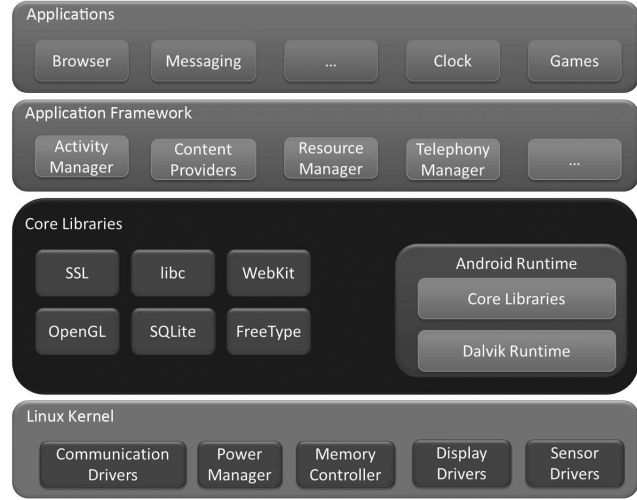 Applications
Browser
Messaging
...
Clock
Games
Application Framework
Activity
Manager
Content
Providers
Resource
Manager
Telephony
Manager
...
Core Libraries
SSL
libc
WebKit
OpenGL
SQLite
FreeType
Android Runtime
Core Libraries
Dalvik Runtime
Linux Kernel
Communication
Drivers
Power
Manager
Memory
Controller
Display
Drivers
Sensor
Drivers